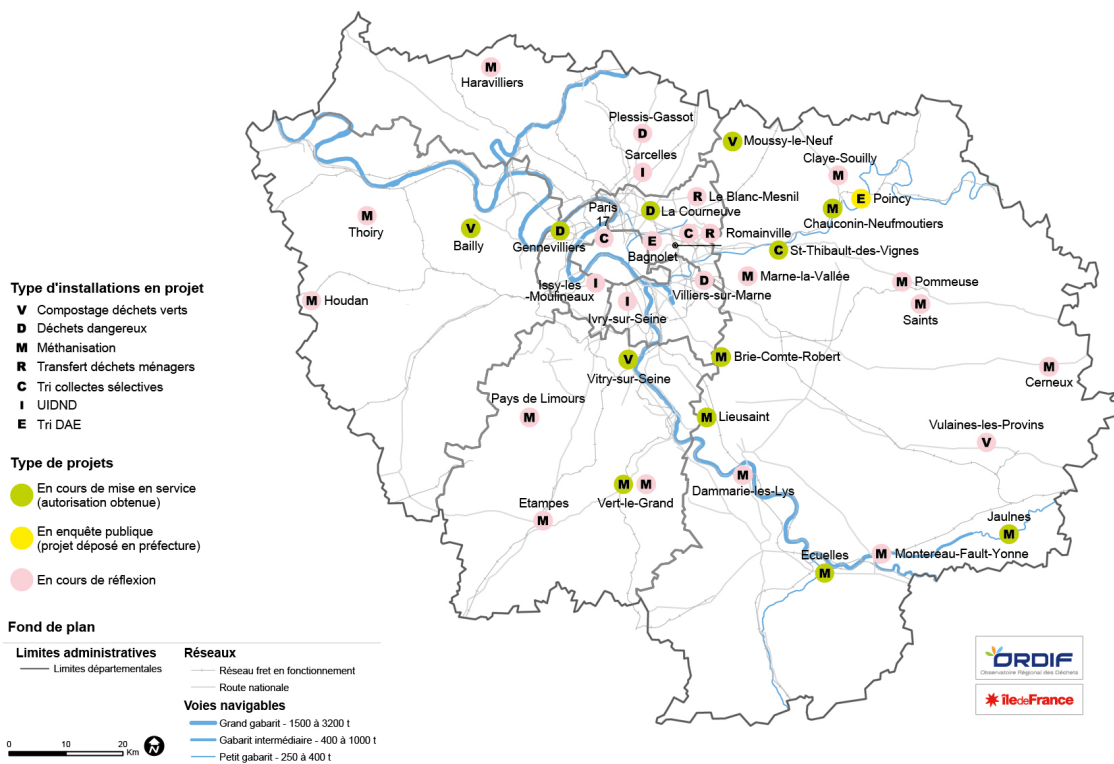 M
Haravilliers
Plessis-Gassot
D
Sarcelles
I
V Moussy-le-Neuf
Claye-Souilly
M
E Poincy
M
Chauconin-Neufmoutiers
R Le Blanc-Mesnil
D La Courneuve
Paris
17
C
C R Romainville
E
Bagnolet
M
Thoiry
V
Bailly
D
Gennevilliers
C
St-Thibault-des-Vignes
Issy-les
-Moulineaux
I
D
Villiers-sur-Marne
M Marne-la-Vallée
M Pommeuse
M
Saints
M Houdan
I
Ivry-sur-Seine
V
Vitry-sur-Seine
M Brie-Comte-Robert
M
Cerneux
Pays de Limours
M
M Lieusaint
Vulaines-les-Provins
V
M M
Vert-le-Grand
M
Dammarie-les-Lys
Etampes
M
Jaulnes
M
Ecuelles
M
M Montereau-Fault-Yonne
Type d'installations en projet
V Compostage déchets verts
D Déchets dangereux
M Méthanisation
R Transfert déchets ménagers
C Tri collectes sélectives
I UIDND
E Tri DAE
Type de projets
En cours de mise en service
(autorisation obtenue)
En enquête publique
(projet déposé en préfecture)
En cours de réflexion
Fond de plan
Limites administratives
Limites départementales
Réseaux
Réseau fret en fonctionnement
Route nationale
Voies navigables
Grand gabarit - 1500 à 3200 t
Gabarit intermédiaire - 400 à 1000 t
Petit gabarit - 250 à 400 t
0 10 20
Km
N
ORDIF
Observatoire Régional des Déchets
île de France